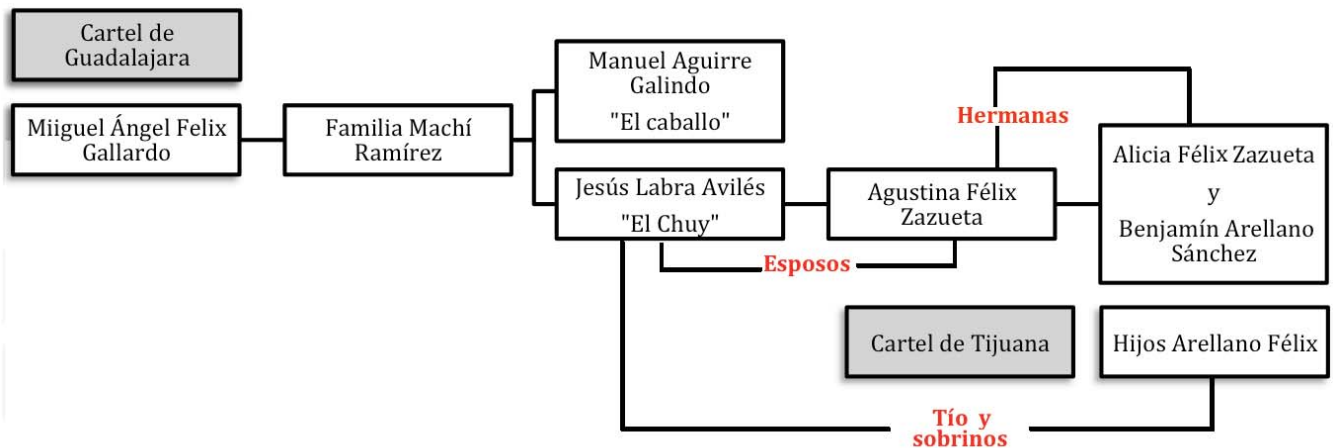 Cartel de
Guadalajara
Miiguel Ángel Felix
Gallardo
Familia Machí
Ramírez
Manuel Aguirre
Galindo
"El caballo"
Jesús Labra Avilés
"El Chuy"
Esposos
Agustina Félix
Zazueta
Hermanas
Alicia Félix Zazueta
y
Benjamín Arellano
Sánchez
Cartel de Tijuana
Hijos Arellano Félix
Tío y
sobrinos